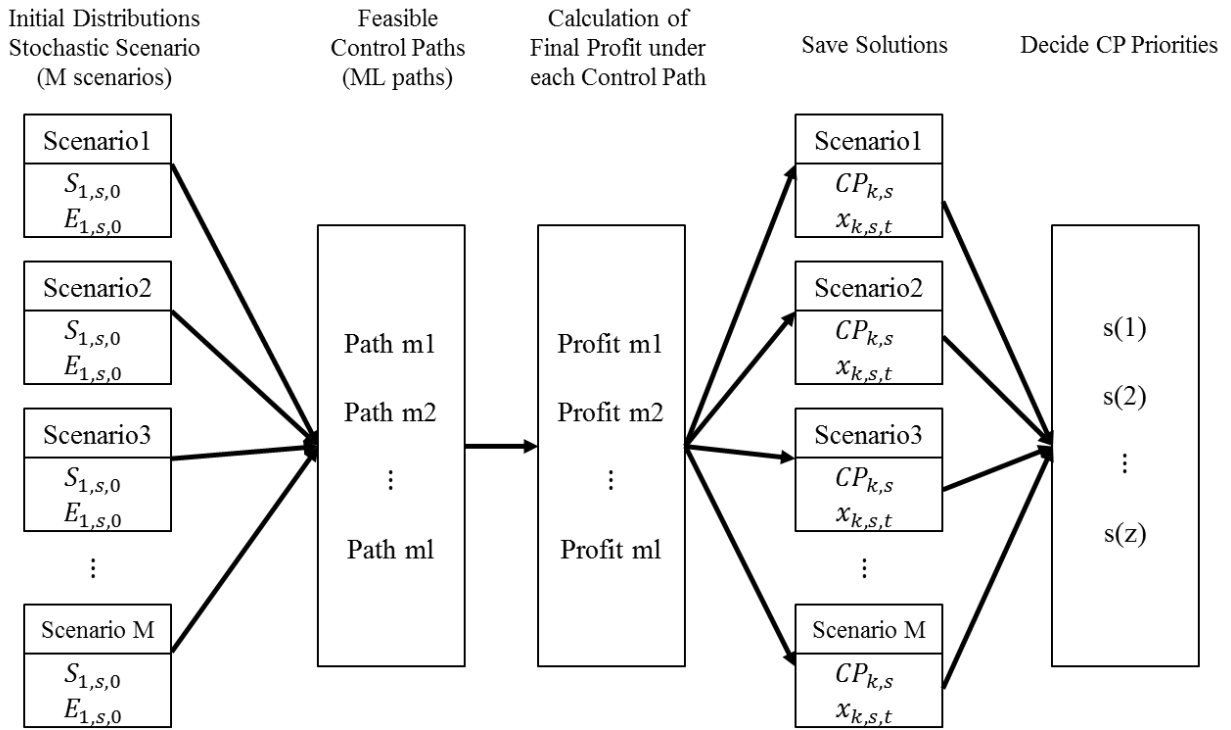 Initial Distributions
Stochastic Scenario
(M scenarios)
Feasible
Control Paths
(ML paths)
Calculation of
Final Profit under
each Control Path
Save Solutions
Decide CP Priorities
Scenario1
S₁,ₛ,₀
E₁,ₛ,₀
Scenario2
S₁,ₛ,₀
E₁,ₛ,₀
Scenario3
S₁,ₛ,₀
E₁,ₛ,₀
⋮
Scenario M
S₁,ₛ,₀
E₁,ₛ,₀
Path m1
Path m2
⋮
Path ml
Profit m1
Profit m2
⋮
Profit ml
Scenario1
CPₖ,ₛ
xₖ,ₛ,ₜ
Scenario2
CPₖ,ₛ
xₖ,ₛ,ₜ
Scenario3
CPₖ,ₛ
xₖ,ₛ,ₜ
⋮
Scenario M
CPₖ,ₛ
xₖ,ₛ,ₜ
s(1)
s(2)
⋮
s(z)